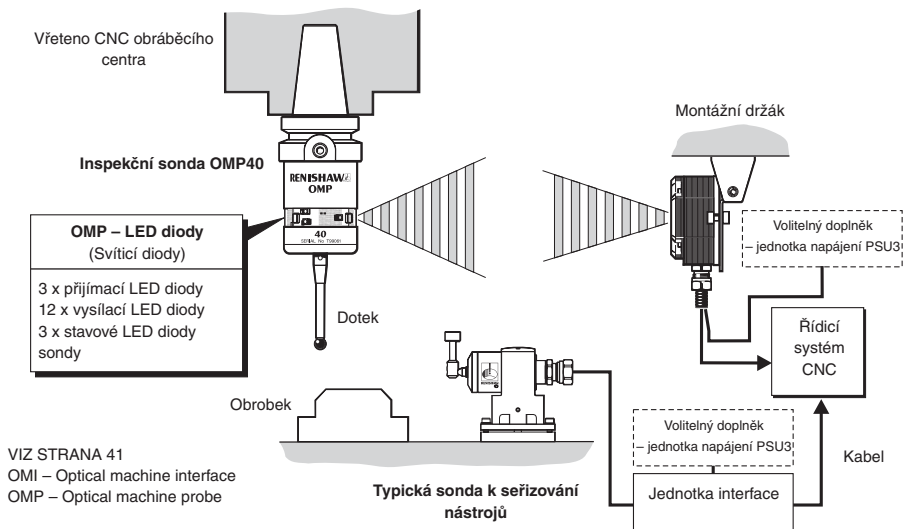 Vřeteno CNC obráběcího
centra
Montážní držák
Inspekční sonda OMP40
RENISHAW
OMP
40
OMP – LED diody
(Svíticí diody)
3 x přijímací LED diody
12 x vysílací LED diody
3 x stavové LED diody
sondy
Volitelný doplněk
– jednotka napájení PSU3
Dotek
Řídicí
systém
CNC
RENISHAW
Obrobek
Volitelný doplněk
– jednotka napájení PSU3
Kabel
VIZ STRANA 41
OMI – Optical machine interface
OMP – Optical machine probe
Typická sonda k seřizování
nástrojů
Jednotka interface